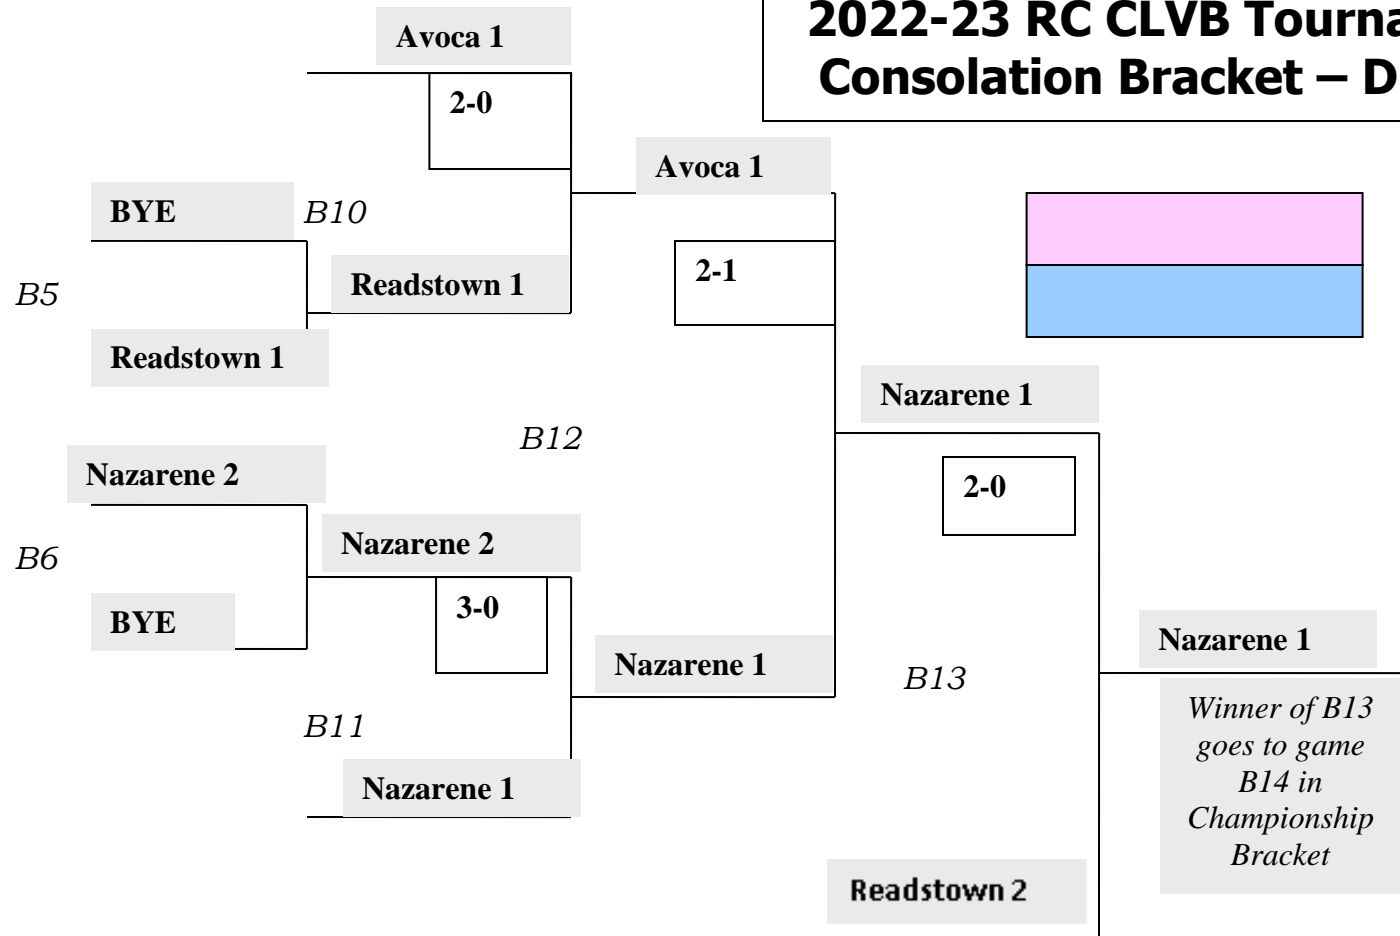 Avoca 1
2022-23 RC CLVB Tourna
Consolation Bracket – D
2-0
Avoca 1
BYE
B10
2-1
Readstown 1
B5
Readstown 1
Nazarene 1
B12
Nazarene 2
2-0
Nazarene 2
B6
3-0
BYE
Nazarene 1
Nazarene 1
B13
B11
Nazarene 1
Winner of B13
goes to game
B14 in
Championship
Bracket
Readstown 2